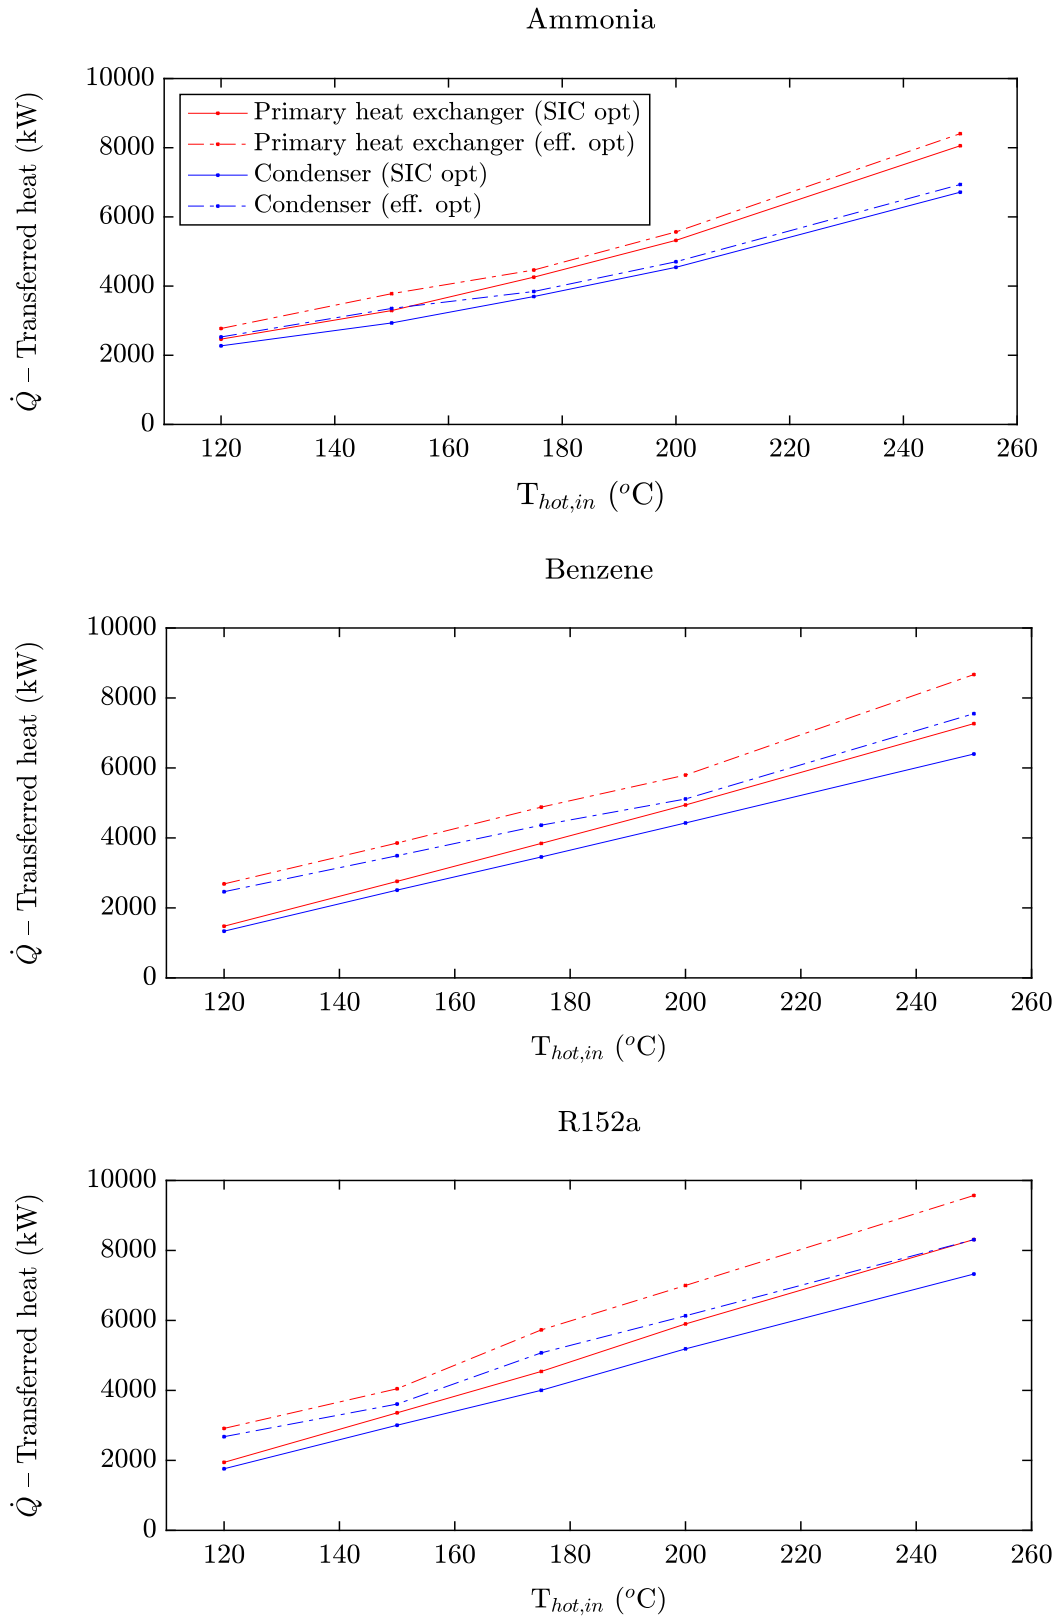 Ammonia
10000
8000
6000
4000
2000
0
Q̇ – Transferred heat (kW)
Primary heat exchanger (SIC opt)
Primary heat exchanger (eff. opt)
Condenser (SIC opt)
Condenser (eff. opt)
120 140 160 180 200 220 240 260
T_hot,in (°C)
Benzene
10000
8000
6000
4000
2000
0
Q̇ – Transferred heat (kW)
120 140 160 180 200 220 240 260
T_hot,in (°C)
R152a
10000
8000
6000
4000
2000
0
Q̇ – Transferred heat (kW)
120 140 160 180 200 220 240 260
T_hot,in (°C)